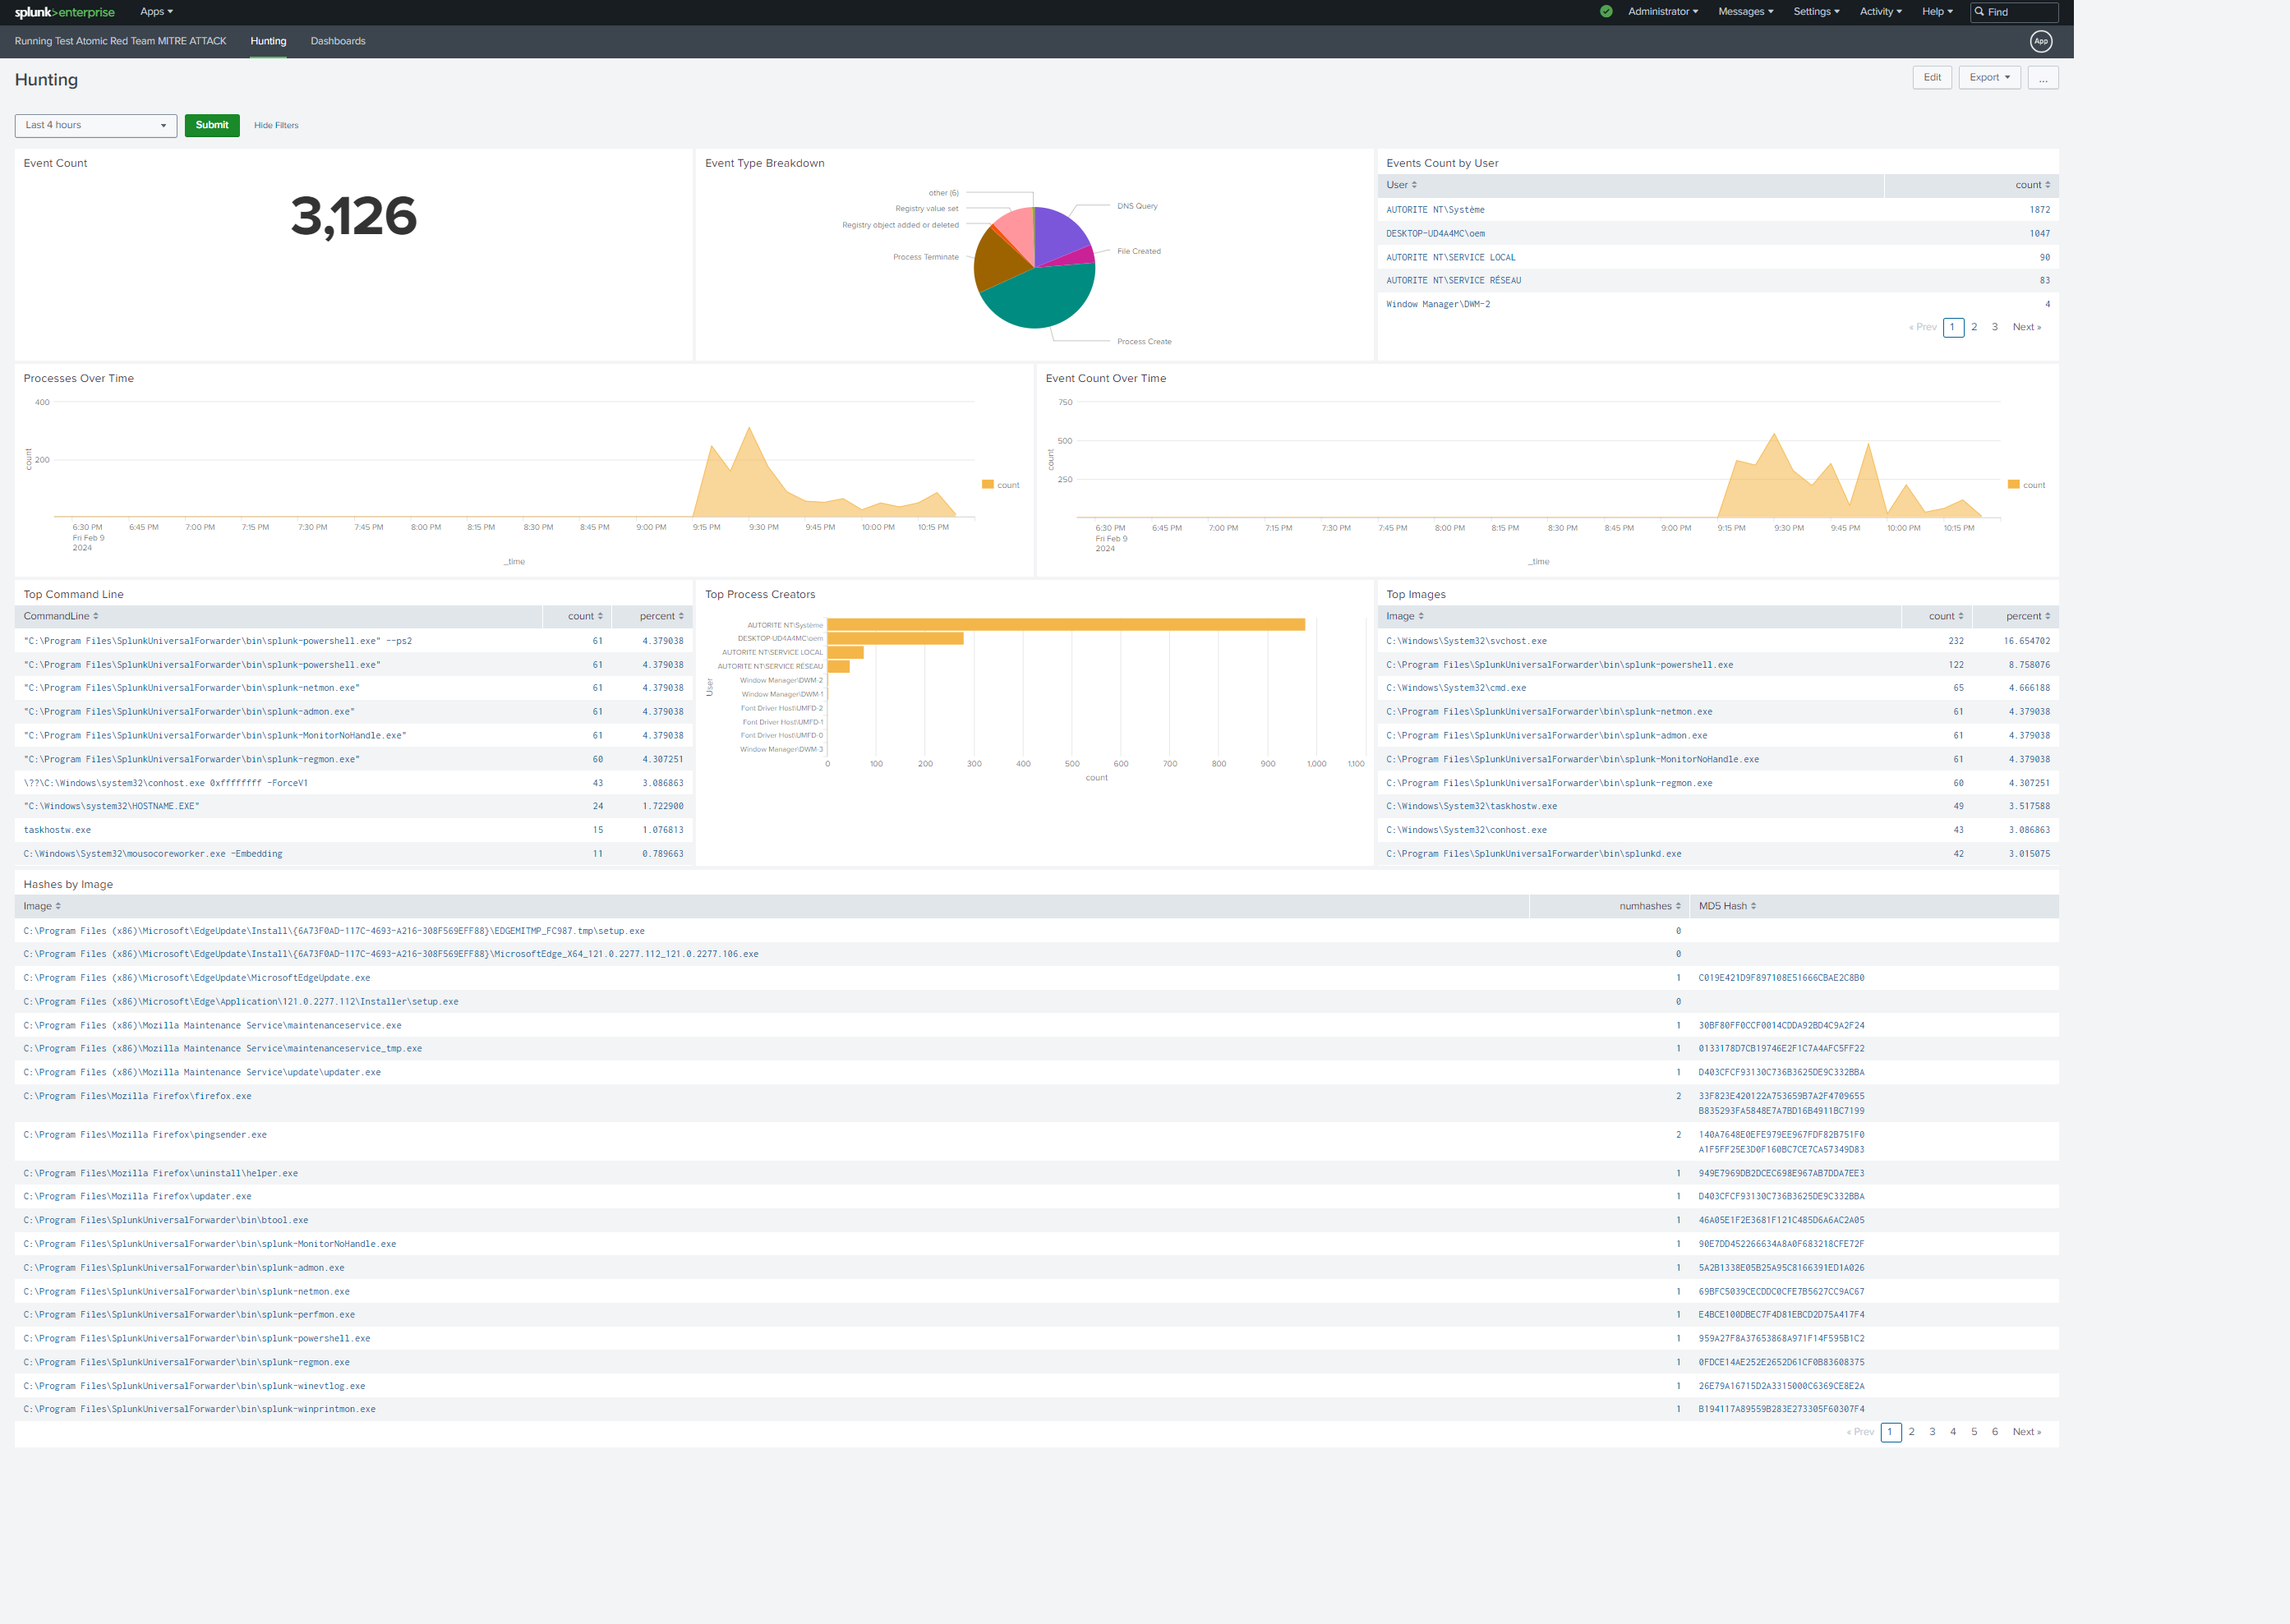 splunk>enterprise Apps Administrator Messages Settings Activity Help Find
Running Test Atomic Red Team MITRE ATTACK Hunting Dashboards App
Hunting Edit Export ...
Last 4 hours Submit Hide Filters
Event Count
3,126
Event Type Breakdown
other (6)
Registry value set
Registry object added or deleted
Process Terminate
DNS Query
File Created
Process Create
Events Count by User
User count
AUTORITE NT\Système 1872
DESKTOP-UD4A4MC\oem 1047
AUTORITE NT\SERVICE LOCAL 90
AUTORITE NT\SERVICE RÉSEAU 83
Window Manager\DWM-2 4
« Prev 1 2 3 Next »
Processes Over Time
400
200
count
6:30 PM 6:45 PM 7:00 PM 7:15 PM 7:30 PM 7:45 PM 8:00 PM 8:15 PM 8:30 PM 8:45 PM 9:00 PM 9:15 PM 9:30 PM 9:45 PM 10:00 PM 10:15 PM
Fri Feb 9
2024
_time
count
Event Count Over Time
750
500
250
count
6:30 PM 6:45 PM 7:00 PM 7:15 PM 7:30 PM 7:45 PM 8:00 PM 8:15 PM 8:30 PM 8:45 PM 9:00 PM 9:15 PM 9:30 PM 9:45 PM 10:00 PM 10:15 PM
Fri Feb 9
2024
_time
count
Top Command Line
CommandLine count percent
"C:\Program Files\SplunkUniversalForwarder\bin\splunk-powershell.exe" --ps2 61 4.379038
"C:\Program Files\SplunkUniversalForwarder\bin\splunk-powershell.exe" 61 4.379038
"C:\Program Files\SplunkUniversalForwarder\bin\splunk-netmon.exe" 61 4.379038
"C:\Program Files\SplunkUniversalForwarder\bin\splunk-admon.exe" 61 4.379038
"C:\Program Files\SplunkUniversalForwarder\bin\splunk-MonitorNoHandle.exe" 61 4.379038
"C:\Program Files\SplunkUniversalForwarder\bin\splunk-regmon.exe" 60 4.307251
\??\C:\Windows\system32\conhost.exe 0xffffffff -ForceV1 43 3.086863
"C:\Windows\system32\HOSTNAME.EXE" 24 1.722900
taskhostw.exe 15 1.076813
C:\Windows\System32\mousocoreworker.exe -Embedding 11 0.789663
Top Process Creators
User
AUTORITE NT\Système
DESKTOP-UD4A4MC\oem
AUTORITE NT\SERVICE LOCAL
AUTORITE NT\SERVICE RÉSEAU
Window Manager\DWM-2
Window Manager\DWM-1
Font Driver Host\UMFD-2
Font Driver Host\UMFD-1
Font Driver Host\UMFD-0
Window Manager\DWM-3
0 100 200 300 400 500 600 700 800 900 1,000 1,100
count
Top Images
Image count percent
C:\Windows\System32\svchost.exe 232 16.654702
C:\Program Files\SplunkUniversalForwarder\bin\splunk-powershell.exe 122 8.758076
C:\Windows\System32\cmd.exe 65 4.666188
C:\Program Files\SplunkUniversalForwarder\bin\splunk-netmon.exe 61 4.379038
C:\Program Files\SplunkUniversalForwarder\bin\splunk-admon.exe 61 4.379038
C:\Program Files\SplunkUniversalForwarder\bin\splunk-MonitorNoHandle.exe 61 4.379038
C:\Program Files\SplunkUniversalForwarder\bin\splunk-regmon.exe 60 4.307251
C:\Windows\System32\taskhostw.exe 49 3.517588
C:\Windows\System32\conhost.exe 43 3.086863
C:\Program Files\SplunkUniversalForwarder\bin\splunkd.exe 42 3.015075
Hashes by Image
Image numhashes MD5 Hash
C:\Program Files (x86)\Microsoft\EdgeUpdate\Install\{6A73F0AD-117C-4693-A216-308F569EFF88}\EDGEMITMP_FC987.tmp\setup.exe 0
C:\Program Files (x86)\Microsoft\EdgeUpdate\Install\{6A73F0AD-117C-4693-A216-308F569EFF88}\MicrosoftEdge_X64_121.0.2277.112_121.0.2277.106.exe 0
C:\Program Files (x86)\Microsoft\EdgeUpdate\MicrosoftEdgeUpdate.exe 1 C019E421D9F897108E51666CBAE2C8B0
C:\Program Files (x86)\Microsoft\Edge\Application\121.0.2277.112\Installer\setup.exe 0
C:\Program Files (x86)\Mozilla Maintenance Service\maintenanceservice.exe 1 30BF80FF0CCF0014CDDA92BD4C9A2F24
C:\Program Files (x86)\Mozilla Maintenance Service\maintenanceservice_tmp.exe 1 0133178D7CB19746E2F1C7A4AFC5FF22
C:\Program Files (x86)\Mozilla Maintenance Service\update\updater.exe 1 D403CFCF93130C736B3625DE9C332BBA
C:\Program Files\Mozilla Firefox\firefox.exe 2 33F823E420122A753659B7A2F4709655
B835293FA5848E7A7BD16B4911BC7199
C:\Program Files\Mozilla Firefox\pingsender.exe 2 140A7648E0EFE979EE967FDF82B751F0
A1F5FF25E3D0F160BC7CE7CA57349D83
C:\Program Files\Mozilla Firefox\uninstall\helper.exe 1 949E7969DB2DCEC698E967AB7DDA7EE3
C:\Program Files\Mozilla Firefox\updater.exe 1 D403CFCF93130C736B3625DE9C332BBA
C:\Program Files\SplunkUniversalForwarder\bin\btool.exe 1 46A05E1F2E3681F121C485D6A6AC2A05
C:\Program Files\SplunkUniversalForwarder\bin\splunk-MonitorNoHandle.exe 1 90E7DD452266634A8A0F683218CFE72F
C:\Program Files\SplunkUniversalForwarder\bin\splunk-admon.exe 1 5A2B1338E05B25A95C8166391ED1A026
C:\Program Files\SplunkUniversalForwarder\bin\splunk-netmon.exe 1 69BFC5039CECDDC0CFE7B5627CC9AC67
C:\Program Files\SplunkUniversalForwarder\bin\splunk-perfmon.exe 1 E4BCE100DBEC7F4D81EBCD2D75A417F4
C:\Program Files\SplunkUniversalForwarder\bin\splunk-powershell.exe 1 959A27F8A37653868A971F14F595B1C2
C:\Program Files\SplunkUniversalForwarder\bin\splunk-regmon.exe 1 0FDCE14AE252E2652D61CF0B83608375
C:\Program Files\SplunkUniversalForwarder\bin\splunk-winevtlog.exe 1 26E79A16715D2A3315000C6369CE8E2A
C:\Program Files\SplunkUniversalForwarder\bin\splunk-winprintmon.exe 1 B194117A89559B283E273305F60307F4
« Prev 1 2 3 4 5 6 Next »